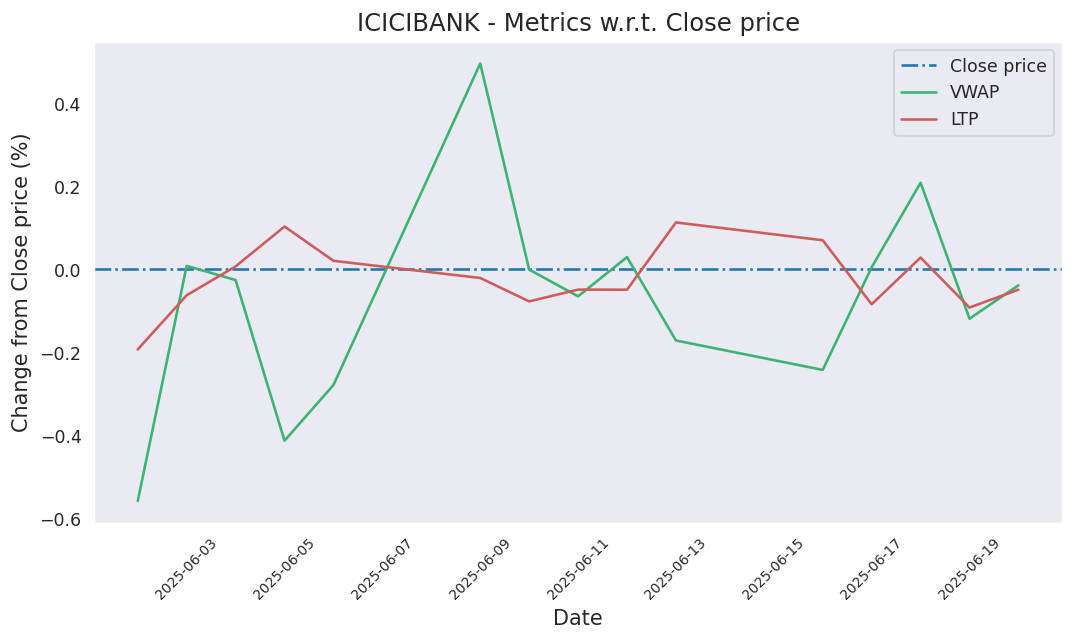 ICICIBANK - Metrics w.r.t. Close price
Close price
VWAP
LTP
Change from Close price (%)
0.4
0.2
0.0
−0.2
−0.4
−0.6
2025-06-03
2025-06-05
2025-06-07
2025-06-09
2025-06-11
2025-06-13
2025-06-15
2025-06-17
2025-06-19
Date